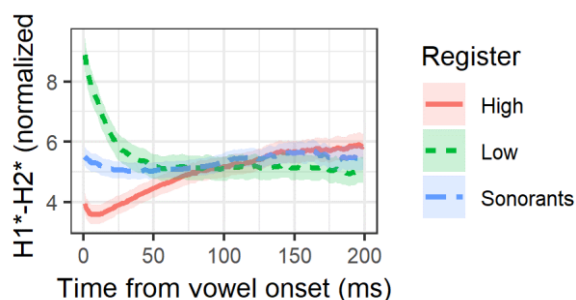 H1*-H2* (normalized
8
6
4
0 50 100 150 200
Time from vowel onset (ms)
Register
High
Low
Sonorants